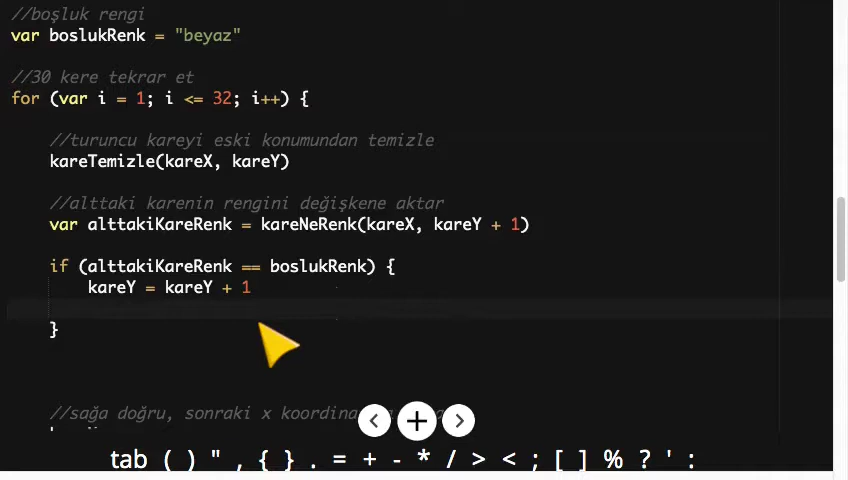 //boşluk rengi
var boslukRenk = "beyaz"
//30 kere tekrar et
for (var i = 1; i <= 32; i++) {
//turuncu kareyi eski konumundan temizle
kareTemizle(kareX, kareY)
//alttaki karenin rengini değişkene aktar
var alttakiKareRenk = kareNeRenk(kareX, kareY + 1)
if (alttakiKareRenk == boslukRenk) {
kareY = kareY + 1
}
//sağa doğru, sonraki x
tab ( ) " , { } . = + - * / > < ; [ ] % ? ' :